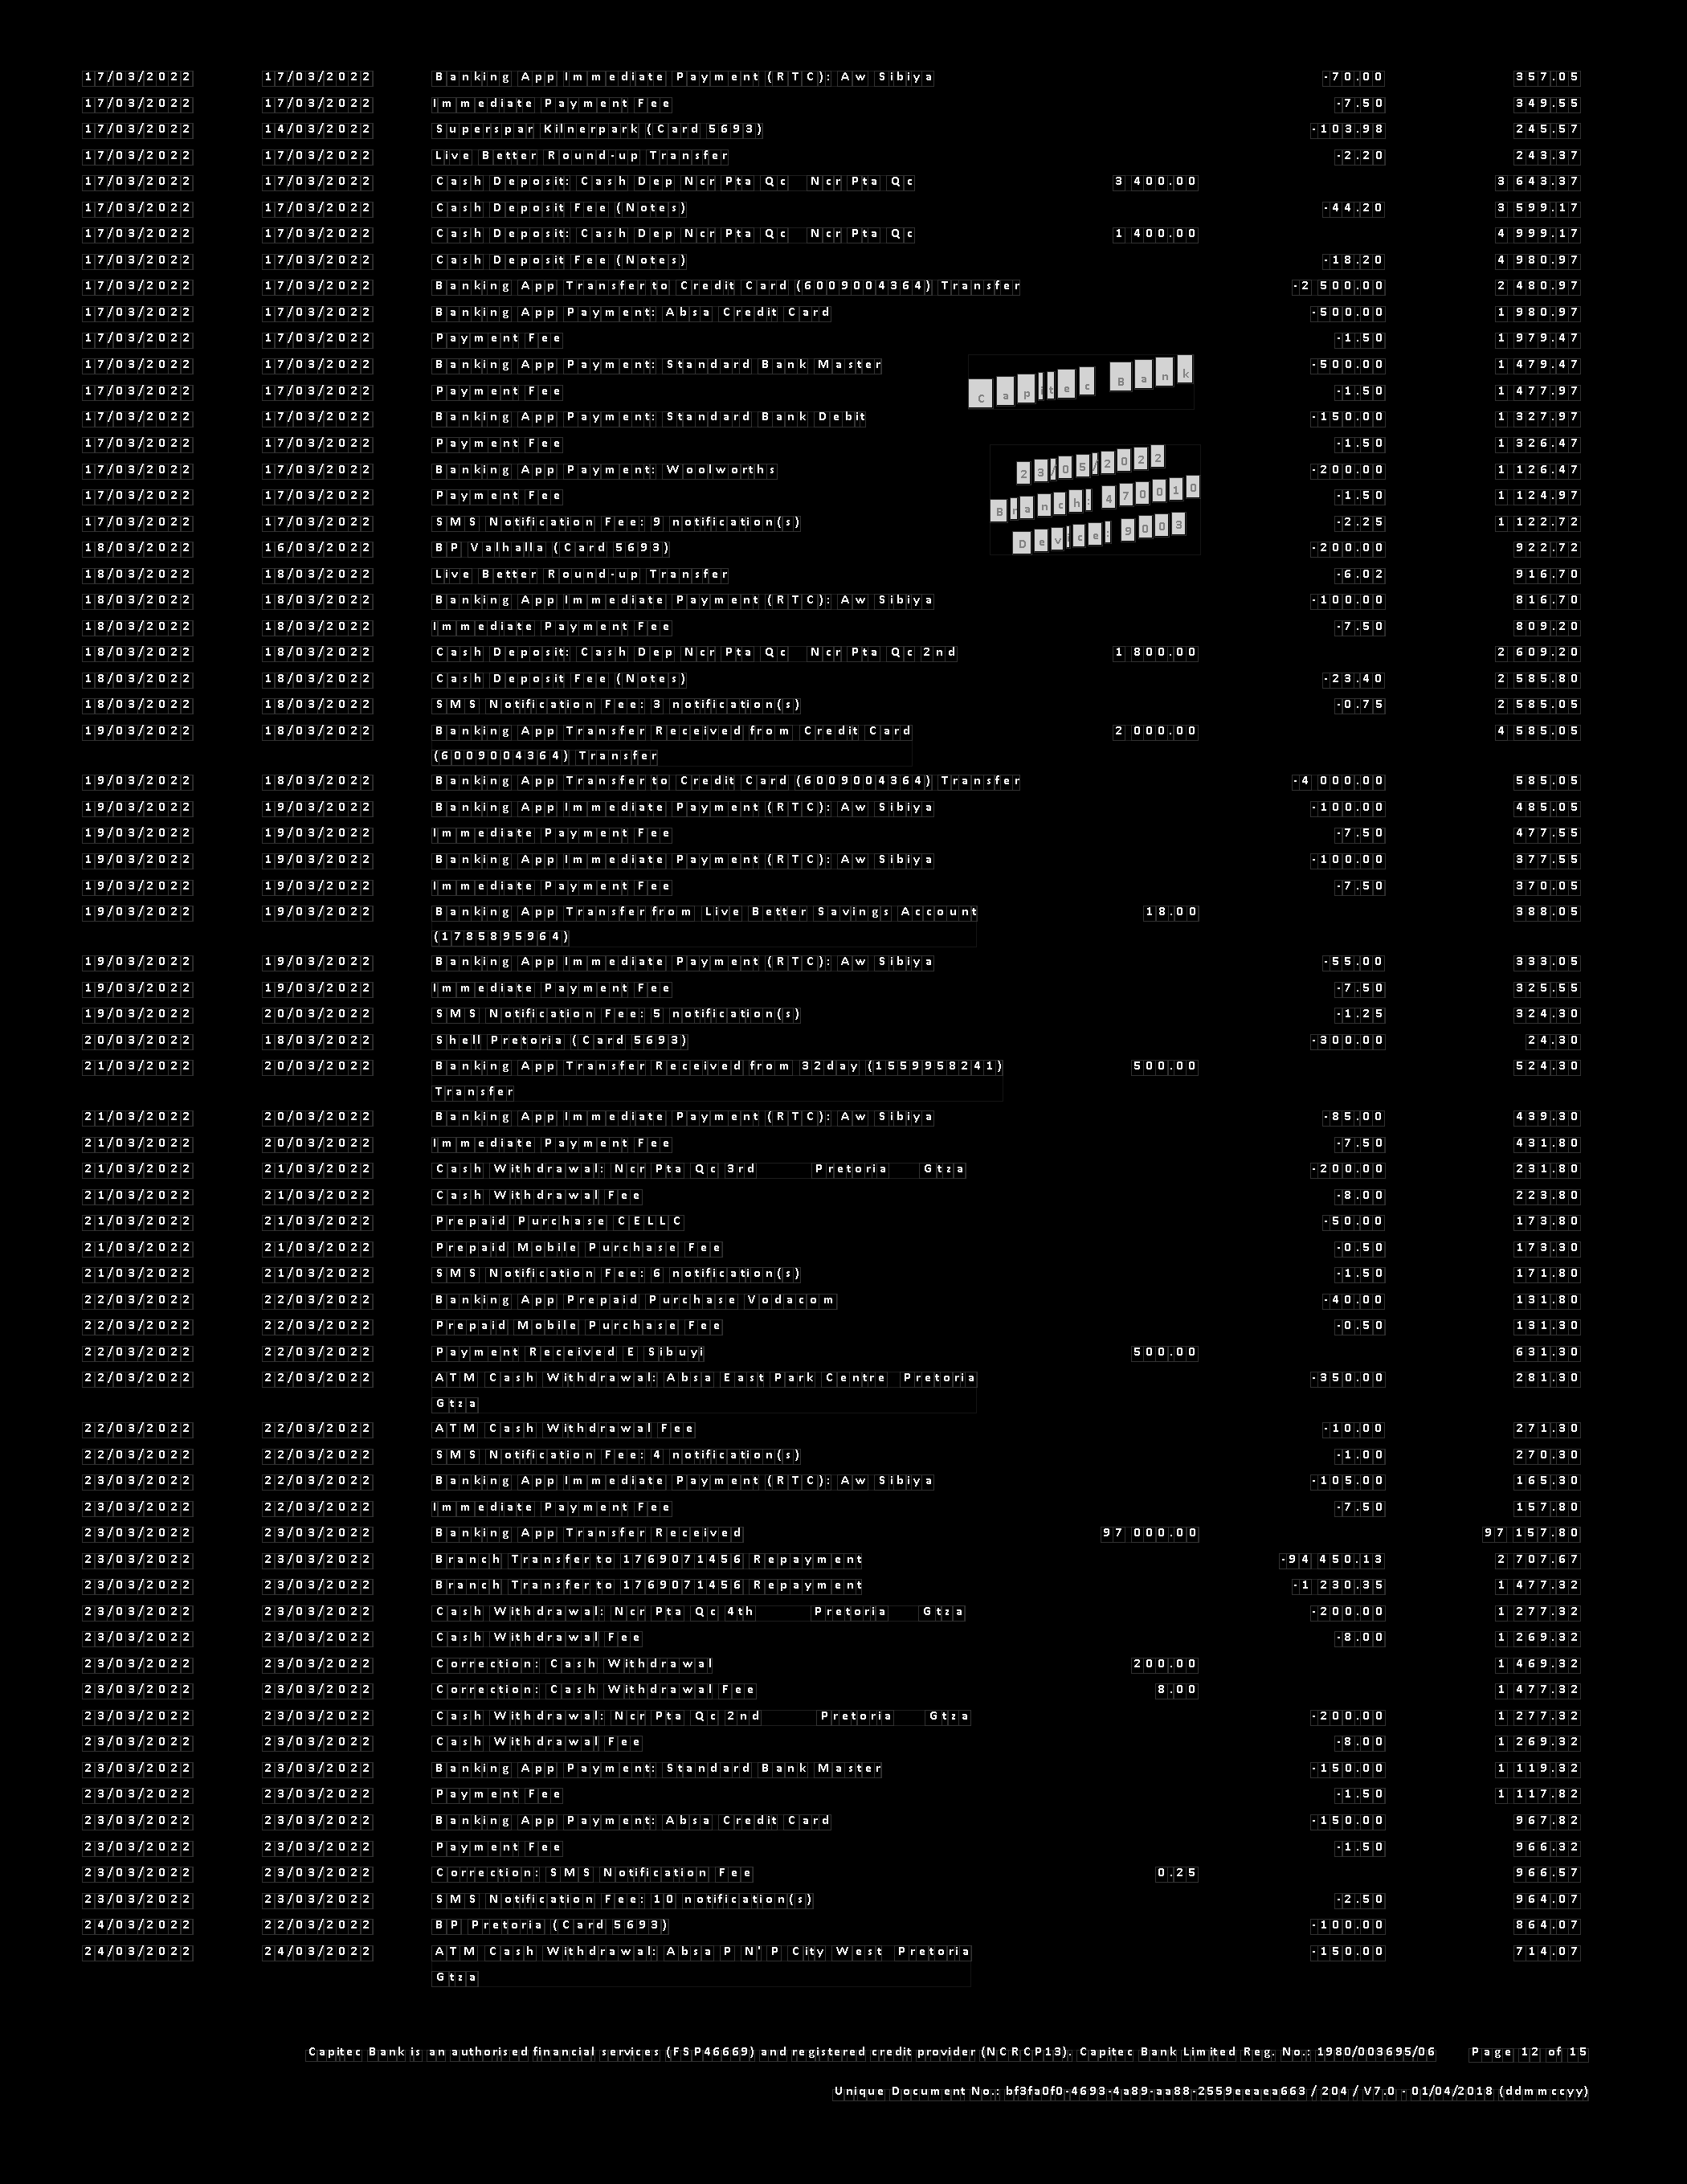 17/03/2022 17/03/2022 Banking App Immediate Payment (RTC): Aw Sibiya -70.00 357.05
17/03/2022 17/03/2022 Immediate Payment Fee -7.50 349.55
17/03/2022 14/03/2022 Superspar Kilnerpark (Card 5693) -103.98 245.57
17/03/2022 17/03/2022 Live Better Round-up Transfer -2.20 243.37
17/03/2022 17/03/2022 Cash Deposit: Cash Dep Ncr Pta Qc Ncr Pta Qc 3 400.00 3 643.37
17/03/2022 17/03/2022 Cash Deposit Fee (Notes) -44.20 3 599.17
17/03/2022 17/03/2022 Cash Deposit: Cash Dep Ncr Pta Qc Ncr Pta Qc 1 400.00 4 999.17
17/03/2022 17/03/2022 Cash Deposit Fee (Notes) -18.20 4 980.97
17/03/2022 17/03/2022 Banking App Transfer to Credit Card (6009004364) Transfer -2 500.00 2 480.97
17/03/2022 17/03/2022 Banking App Payment: Absa Credit Card -500.00 1 980.97
17/03/2022 17/03/2022 Payment Fee -1.50 1 979.47
17/03/2022 17/03/2022 Banking App Payment: Standard Bank Master -500.00 1 479.47
Capitec Bank
17/03/2022 17/03/2022 Payment Fee -1.50 1 477.97
17/03/2022 17/03/2022 Banking App Payment: Standard Bank Debit -150.00 1 327.97
17/03/2022 17/03/2022 Payment Fee -1.50 1 326.47
23/05/2022
17/03/2022 17/03/2022 Banking App Payment: Woolworths -200.00 1 126.47
17/03/2022 17/03/2022 Payment Fee -1.50 1 124.97
Branch: 470010
17/03/2022 17/03/2022 SMS Notification Fee: 9 notification(s) -2.25 1 122.72
Device: 9003
18/03/2022 16/03/2022 BP Valhalla (Card 5693) -200.00 922.72
18/03/2022 18/03/2022 Live Better Round-up Transfer -6.02 916.70
18/03/2022 18/03/2022 Banking App Immediate Payment (RTC): Aw Sibiya -100.00 816.70
18/03/2022 18/03/2022 Immediate Payment Fee -7.50 809.20
18/03/2022 18/03/2022 Cash Deposit: Cash Dep Ncr Pta Qc Ncr Pta Qc 2nd 1 800.00 2 609.20
18/03/2022 18/03/2022 Cash Deposit Fee (Notes) -23.40 2 585.80
18/03/2022 18/03/2022 SMS Notification Fee: 3 notification(s) -0.75 2 585.05
19/03/2022 18/03/2022 Banking App Transfer Received from Credit Card 2 000.00 4 585.05
(6009004364) Transfer
19/03/2022 18/03/2022 Banking App Transfer to Credit Card (6009004364) Transfer -4 000.00 585.05
19/03/2022 19/03/2022 Banking App Immediate Payment (RTC): Aw Sibiya -100.00 485.05
19/03/2022 19/03/2022 Immediate Payment Fee -7.50 477.55
19/03/2022 19/03/2022 Banking App Immediate Payment (RTC): Aw Sibiya -100.00 377.55
19/03/2022 19/03/2022 Immediate Payment Fee -7.50 370.05
19/03/2022 19/03/2022 Banking App Transfer from Live Better Savings Account 18.00 388.05
(1785895964)
19/03/2022 19/03/2022 Banking App Immediate Payment (RTC): Aw Sibiya -55.00 333.05
19/03/2022 19/03/2022 Immediate Payment Fee -7.50 325.55
19/03/2022 20/03/2022 SMS Notification Fee: 5 notification(s) -1.25 324.30
20/03/2022 18/03/2022 Shell Pretoria (Card 5693) -300.00 24.30
21/03/2022 20/03/2022 Banking App Transfer Received from 32day (1559958241) 500.00 524.30
Transfer
21/03/2022 20/03/2022 Banking App Immediate Payment (RTC): Aw Sibiya -85.00 439.30
21/03/2022 20/03/2022 Immediate Payment Fee -7.50 431.80
21/03/2022 21/03/2022 Cash Withdrawal: Ncr Pta Qc 3rd Pretoria Gtza -200.00 231.80
21/03/2022 21/03/2022 Cash Withdrawal Fee -8.00 223.80
21/03/2022 21/03/2022 Prepaid Purchase CELLC -50.00 173.80
21/03/2022 21/03/2022 Prepaid Mobile Purchase Fee -0.50 173.30
21/03/2022 21/03/2022 SMS Notification Fee: 6 notification(s) -1.50 171.80
22/03/2022 22/03/2022 Banking App Prepaid Purchase Vodacom -40.00 131.80
22/03/2022 22/03/2022 Prepaid Mobile Purchase Fee -0.50 131.30
22/03/2022 22/03/2022 Payment Received E Sibuyi 500.00 631.30
22/03/2022 22/03/2022 ATM Cash Withdrawal: Absa East Park Centre Pretoria -350.00 281.30
Gtza
22/03/2022 22/03/2022 ATM Cash Withdrawal Fee -10.00 271.30
22/03/2022 22/03/2022 SMS Notification Fee: 4 notification(s) -1.00 270.30
23/03/2022 22/03/2022 Banking App Immediate Payment (RTC): Aw Sibiya -105.00 165.30
23/03/2022 22/03/2022 Immediate Payment Fee -7.50 157.80
23/03/2022 23/03/2022 Banking App Transfer Received 97 000.00 97 157.80
23/03/2022 23/03/2022 Branch Transfer to 1769071456 Repayment -94 450.13 2 707.67
23/03/2022 23/03/2022 Branch Transfer to 1769071456 Repayment -1 230.35 1 477.32
23/03/2022 23/03/2022 Cash Withdrawal: Ncr Pta Qc 4th Pretoria Gtza -200.00 1 277.32
23/03/2022 23/03/2022 Cash Withdrawal Fee -8.00 1 269.32
23/03/2022 23/03/2022 Correction: Cash Withdrawal 200.00 1 469.32
23/03/2022 23/03/2022 Correction: Cash Withdrawal Fee 8.00 1 477.32
23/03/2022 23/03/2022 Cash Withdrawal: Ncr Pta Qc 2nd Pretoria Gtza -200.00 1 277.32
23/03/2022 23/03/2022 Cash Withdrawal Fee -8.00 1 269.32
23/03/2022 23/03/2022 Banking App Payment: Standard Bank Master -150.00 1 119.32
23/03/2022 23/03/2022 Payment Fee -1.50 1 117.82
23/03/2022 23/03/2022 Banking App Payment: Absa Credit Card -150.00 967.82
23/03/2022 23/03/2022 Payment Fee -1.50 966.32
23/03/2022 23/03/2022 Correction: SMS Notification Fee 0.25 966.57
23/03/2022 23/03/2022 SMS Notification Fee: 10 notification(s) -2.50 964.07
24/03/2022 22/03/2022 BP Pretoria (Card 5693) -100.00 864.07
24/03/2022 24/03/2022 ATM Cash Withdrawal: Absa P N' P City West Pretoria -150.00 714.07
Gtza
Capitec Bank is an authorised financial services (FSP46669) and registered credit provider (NCRCP13). Capitec Bank Limited Reg. No.: 1980/003695/06 Page 12 of 15
Unique Document No.: bf3fa0f0-4693-4a89-aa88-2559eeaea663 / 204 / V7.0 - 01/04/2018 (ddmmccyy)